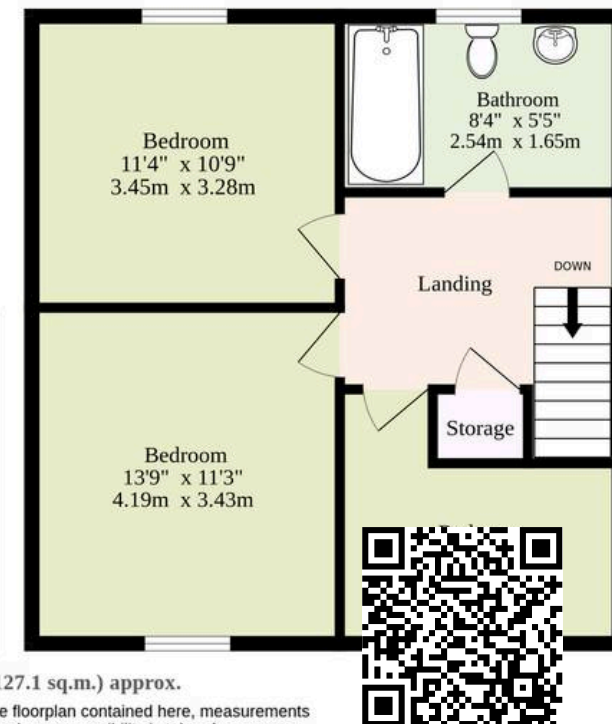 Bathroom
8'4" x 5'5"
2.54m x 1.65m
Bedroom
11'4" x 10'9"
3.45m x 3.28m
DOWN
Landing
Storage
Bedroom
13'9" x 11'3"
4.19m x 3.43m
127.1 sq.m.) approx.
floorplan contained here, measurements